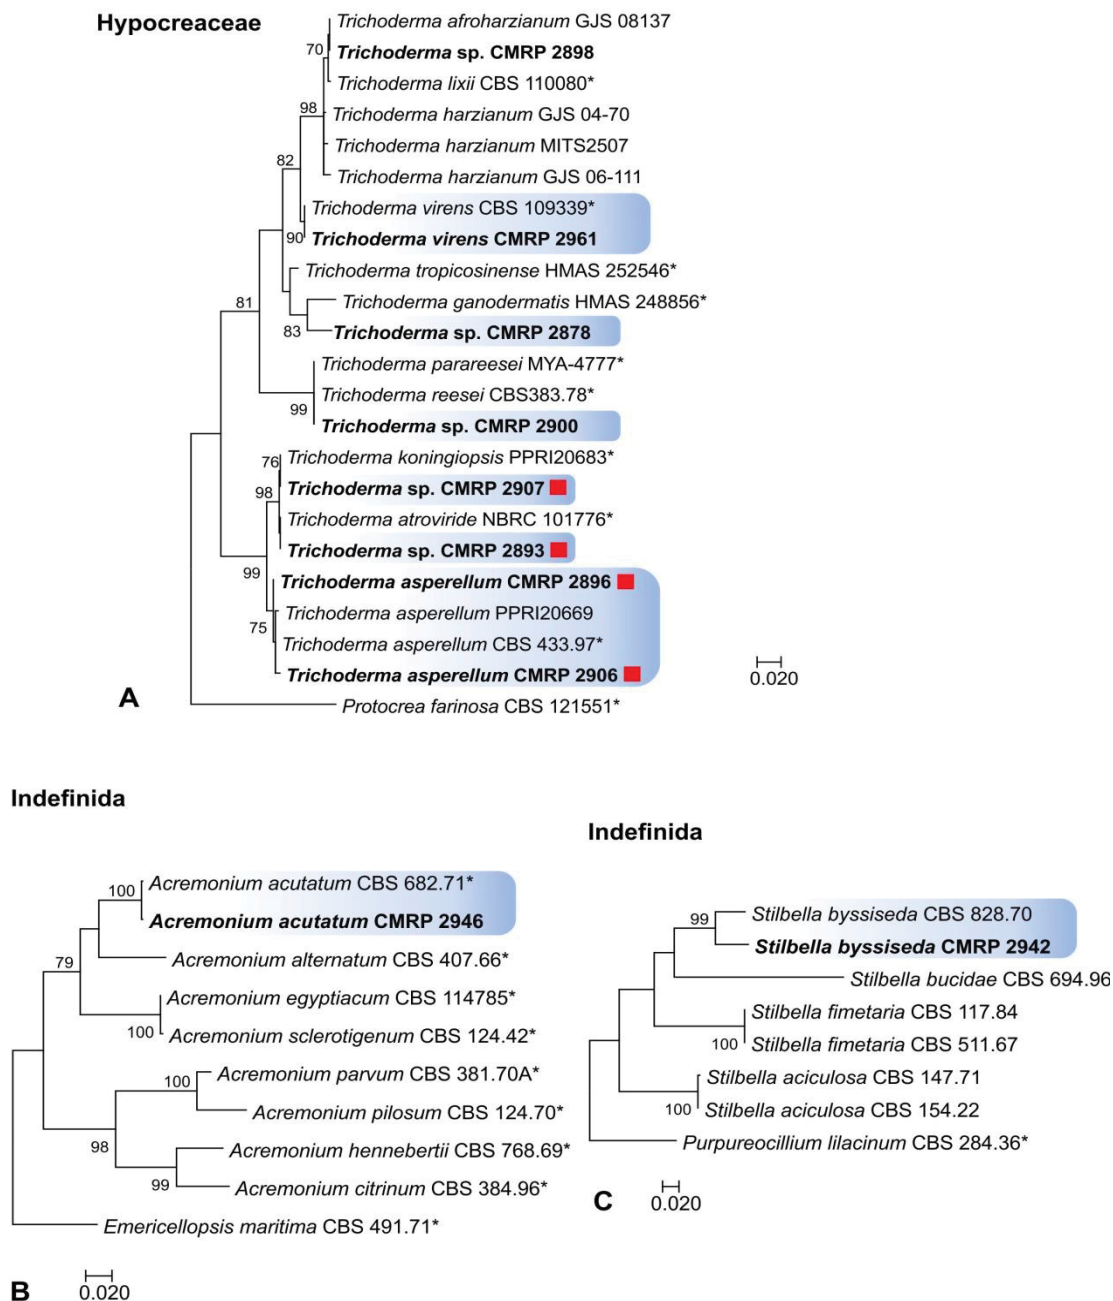 Hypocreaceae
Trichoderma afroharzianum GJS 08137
70
Trichoderma sp. CMRP 2898
Trichoderma lixii CBS 110080*
98
Trichoderma harzianum GJS 04-70
Trichoderma harzianum MITS2507
82
Trichoderma harzianum GJS 06-111
Trichoderma virens CBS 109339*
90
Trichoderma virens CMRP 2961
Trichoderma tropicosinense HMAS 252546*
81
Trichoderma ganodermatis HMAS 248856*
83
Trichoderma sp. CMRP 2878
Trichoderma parareesei MYA-4777*
Trichoderma reesei CBS383.78*
99
Trichoderma sp. CMRP 2900
76
Trichoderma koningiopsis PPRI20683*
98
Trichoderma sp. CMRP 2907
Trichoderma atroviride NBRC 101776*
Trichoderma sp. CMRP 2893
99
Trichoderma asperellum CMRP 2896
Trichoderma asperellum PPRI20669
75
Trichoderma asperellum CBS 433.97*
Trichoderma asperellum CMRP 2906
0.020
A
Protocrea farinosa CBS 121551*
Indefinida
100
Acremonium acutatum CBS 682.71*
Acremonium acutatum CMRP 2946
79
Acremonium alternatum CBS 407.66*
Acremonium egyptiacum CBS 114785*
100
Acremonium sclerotigenum CBS 124.42*
100
Acremonium parvum CBS 381.70A*
Acremonium pilosum CBS 124.70*
98
Acremonium hennebertii CBS 768.69*
99
Acremonium citrinum CBS 384.96*
Emericellopsis maritima CBS 491.71*
B
0.020
Indefinida
99
Stilbella byssiseda CBS 828.70
Stilbella byssiseda CMRP 2942
Stilbella bucidae CBS 694.96
Stilbella fimetaria CBS 117.84
100
Stilbella fimetaria CBS 511.67
Stilbella aciculosa CBS 147.71
100
Stilbella aciculosa CBS 154.22
Purpureocillium lilacinum CBS 284.36*
C
0.020